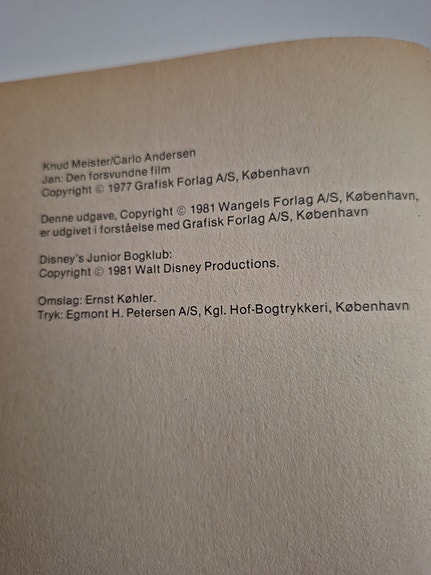 Knud Meister/Carlo Andersen
Jan: Den forsvundne film
Copyright © 1977 Grafisk Forlag A/S, København
Denne udgave, Copyright © 1981 Wangels Forlag A/S, København,
er udgivet i forståelse med Grafisk Forlag A/S, København
Disney's Junior Bogklub:
Copyright © 1981 Walt Disney Productions.
Omslag: Ernst Køhler.
Tryk: Egmont H. Petersen A/S, Kgl. Hof-Bogtrykkeri, København